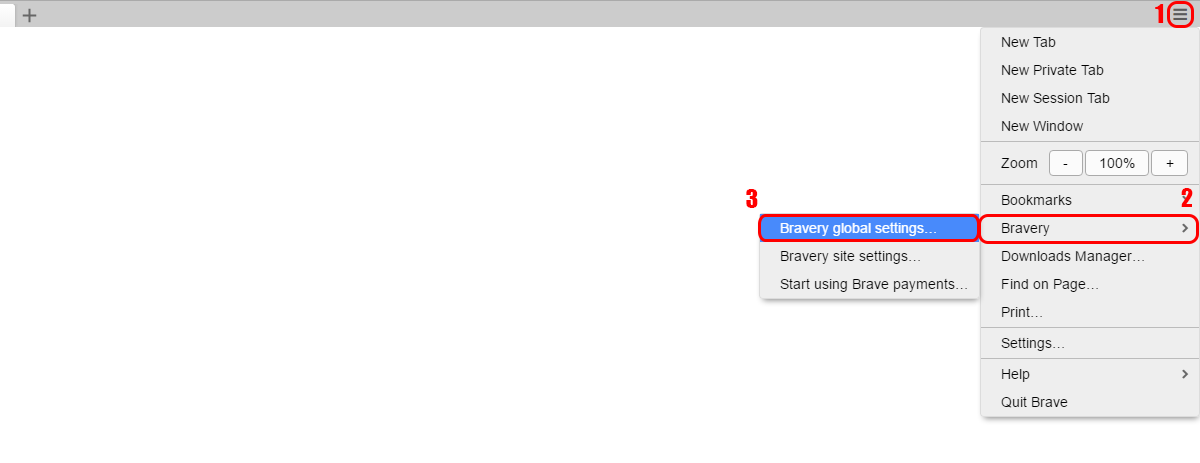 1
New Tab
New Private Tab
New Session Tab
New Window
Zoom - 100% +
Bookmarks 2
3
Bravery global settings…
Bravery site settings…
Start using Brave payments…
Bravery
Downloads Manager…
Find on Page…
Print…
Settings…
Help
Quit Brave